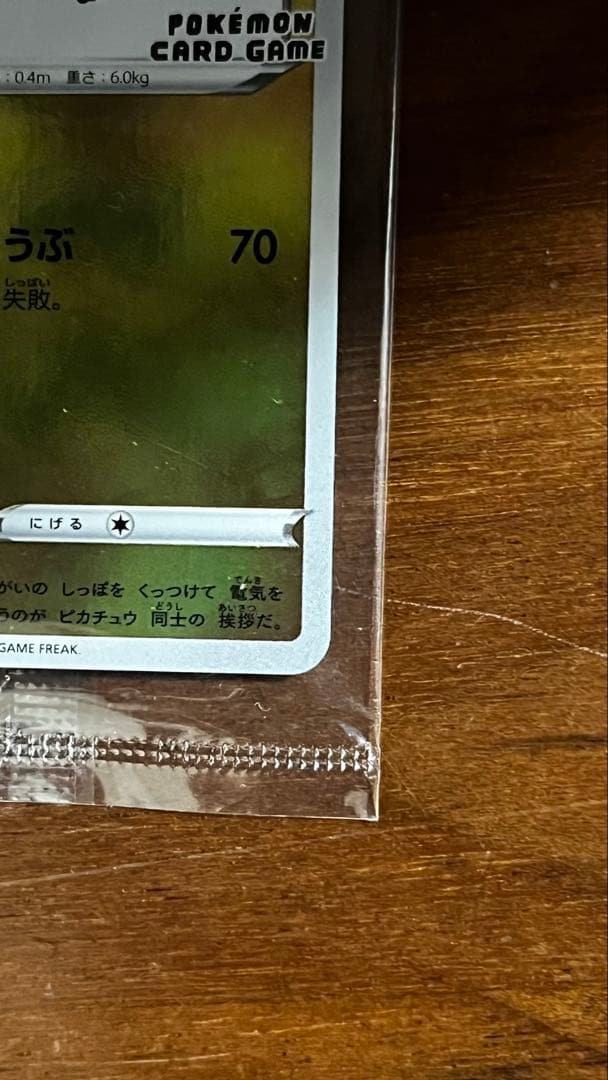 POKÉMON
CARD GAME
: 0.4m 重さ : 6.0kg
うぶ 70
しっぱい
失敗。
にげる
でんき
がいの しっぽを くっつけて 電気を
どうし あいさつ
うのが ピカチュウ 同士の 挨拶だ。
GAME FREAK.